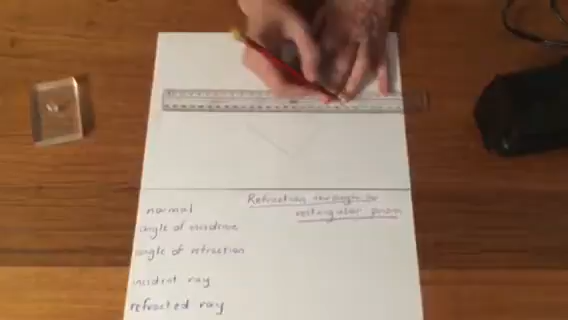 Refraction through a
rectangular prism
normal
angle of incidence
angle of refraction
incident ray
refracted ray